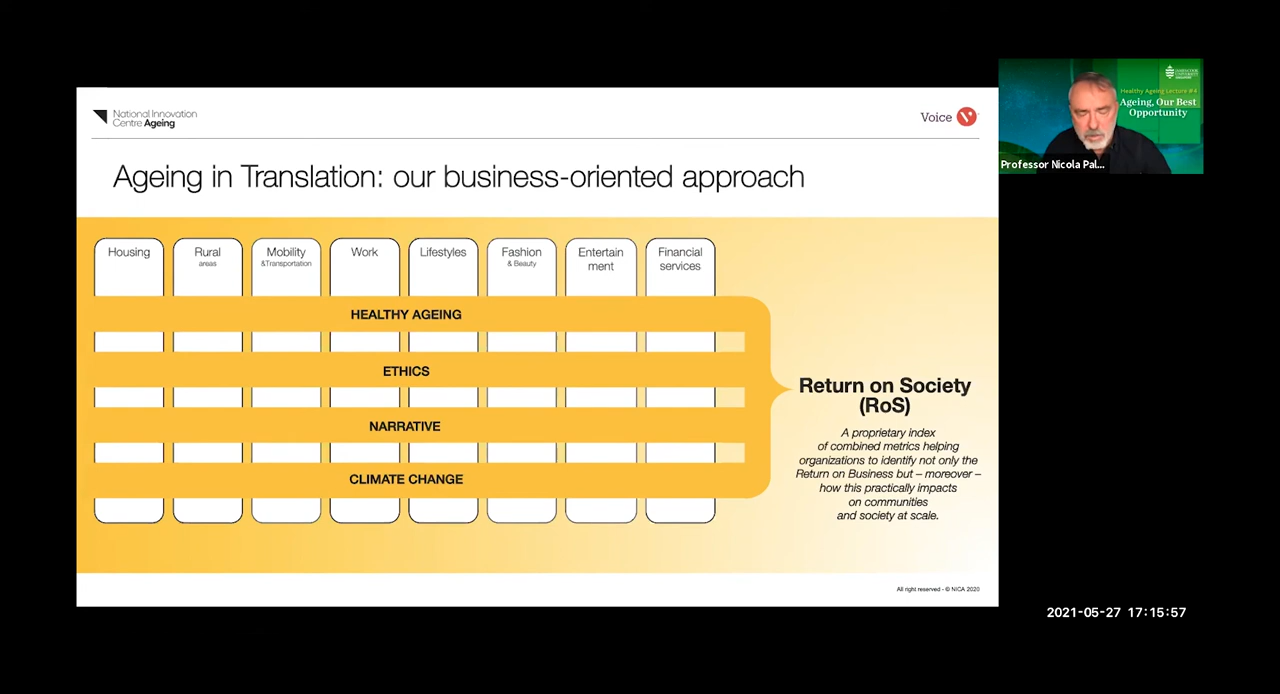 National Innovation
Centre Ageing
Voice V
Ageing in Translation: our business-oriented approach
Housing
Rural
areas
Mobility
&Transportation
Work
Lifestyles
Fashion
& Beauty
Entertain
ment
Financial
services
HEALTHY AGEING
ETHICS
NARRATIVE
CLIMATE CHANGE
Return on Society
(RoS)
A proprietary index
of combined metrics helping
organizations to identify not only the
Return on Business but – moreover –
how this practically impacts
on communities
and society at scale.
All right reserved - © NICA 2020
JAMES COOK
UNIVERSITY
SINGAPORE
Healthy Ageing Lecture #4
Ageing, Our Best
Opportunity
Professor Nicola Pal...
2021-05-27 17:15:57